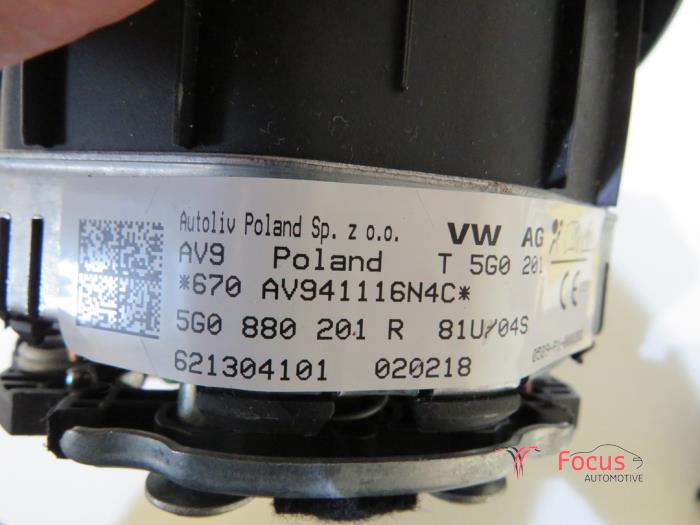 Autoliv Poland Sp. z o.o. VW AG
AV9 Poland T 5G0 201
*670 AV941116N4C*
5G0 880 201 R 81U/04S
621304101 020218
CE
Focus
AUTOMOTIVE